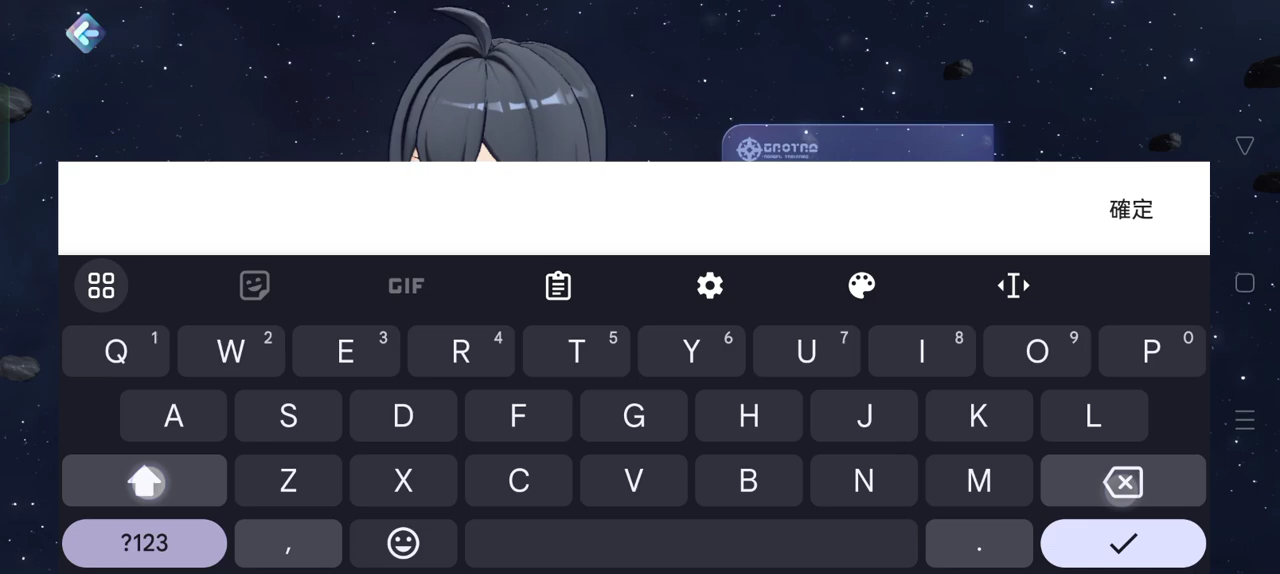 確定
GIF
Q 1 W 2 E 3 R 4 T 5 Y 6 U 7 I 8 O 9 P 0
A S D F G H J K L
Z X C V B N M
?123 , .